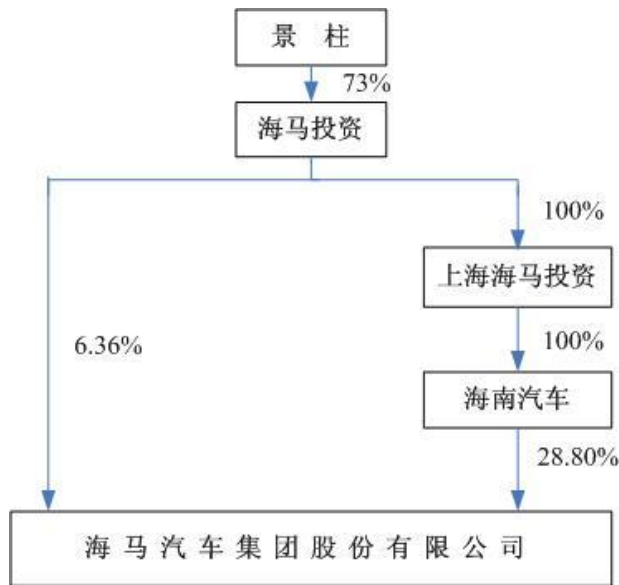 景 柱
73%
海马投资
100%
上海海马投资
6.36%
100%
海南汽车
28.80%
海马汽车集团股份有限公司